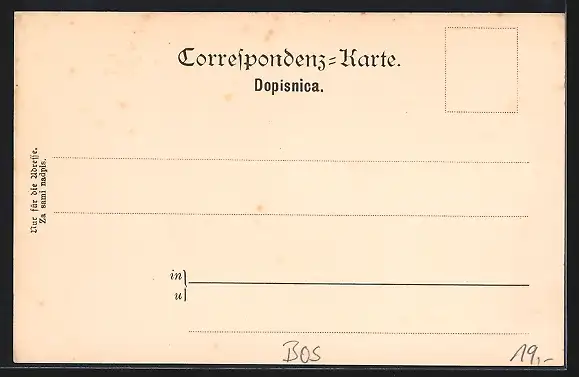 Correſpondenz=Karte.
Dopisnica.
Nur für die Adreſſe.
Za sami nadpis.
in
u
BOS
19,-